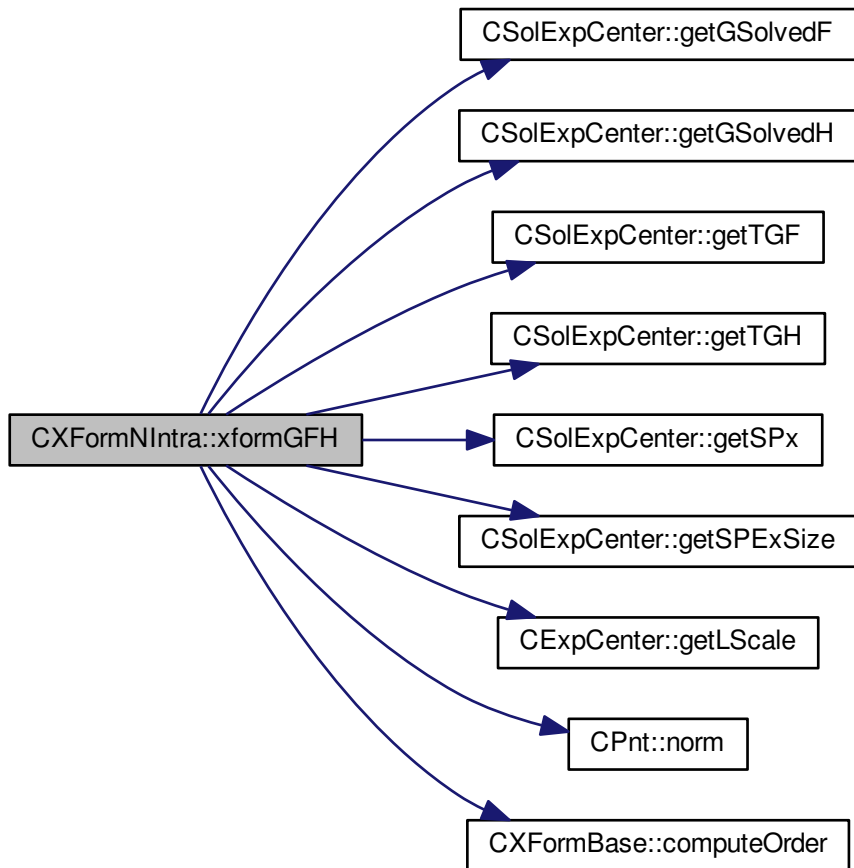 CSolExpCenter::getGSolvedF
CSolExpCenter::getGSolvedH
CSolExpCenter::getTGF
CSolExpCenter::getTGH
CXFormNIntra::xformGFH
CSolExpCenter::getSPx
CSolExpCenter::getSPExSize
CExpCenter::getLScale
CPnt::norm
CXFormBase::computeOrder